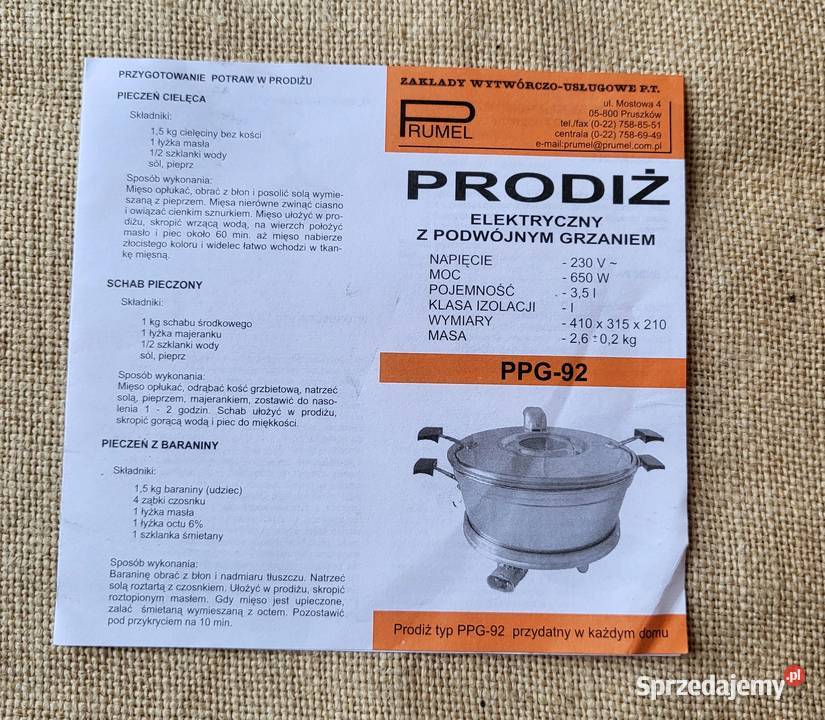 PRZYGOTOWANIE POTRAW W PRODIŻU
PIECZEŃ CIELĘCA
Składniki:
1,5 kg cielęciny bez kości
1 łyżka masła
1/2 szklanki wody
sól, pieprz
Sposób wykonania:
Mięso opłukać, obrać z błon i posolić solą wymie-
szaną z pieprzem. Mięsa nierówne zwinąć ciasno
i owiązać cienkim sznurkiem. Mięso ułożyć w pro-
diżu, skropić wrzącą wodą, na wierzch położyć
masło i piec około 60 min. aż mięso nabierze
złocistego koloru i widelec łatwo wchodzi w tkan-
kę mięsną.
SCHAB PIECZONY
Składniki:
1 kg schabu środkowego
1 łyżka majeranku
1/2 szklanki wody
sól, pieprz
Sposób wykonania:
Mięso opłukać, odrąbać kość grzbietową, natrzeć
solą, pieprzem, majerankiem, zostawić do naso-
lenia 1 - 2 godzin. Schab ułożyć w prodiżu,
skropić gorącą wodą i piec do miękkości.
PIECZEŃ Z BARANINY
Składniki:
1,5 kg baraniny (udziec)
4 ząbki czosnku
1 łyżka masła
1 łyżka octu 6%
1 szklanka śmietany
Sposób wykonania:
Baraninę obrać z błon i nadmiaru tłuszczu. Natrzeć
solą roztartą z czosnkiem. Ułożyć w prodiżu, skropić
roztopionym masłem. Gdy mięso jest upieczone,
zalać śmietaną wymieszaną z octem. Pozostawić
pod przykryciem na 10 min.
ZAKŁADY WYTWÓRCZO-USŁUGOWE P.T.
PRUMEL
ul. Mostowa 4
05-800 Pruszków
tel./fax (0-22) 758-85-51
centrala (0-22) 758-69-49
e-mail:prumel@prumel.com.pl
PRODIŻ
ELEKTRYCZNY
Z PODWÓJNYM GRZANIEM
NAPIĘCIE - 230 V ~
MOC - 650 W
POJEMNOŚĆ - 3,5 l
KLASA IZOLACJI - I
WYMIARY - 410 x 315 x 210
MASA - 2,6 ± 0,2 kg
PPG-92
Prodiż typ PPG-92 przydatny w każdym domu
Sprzedajemy.pl